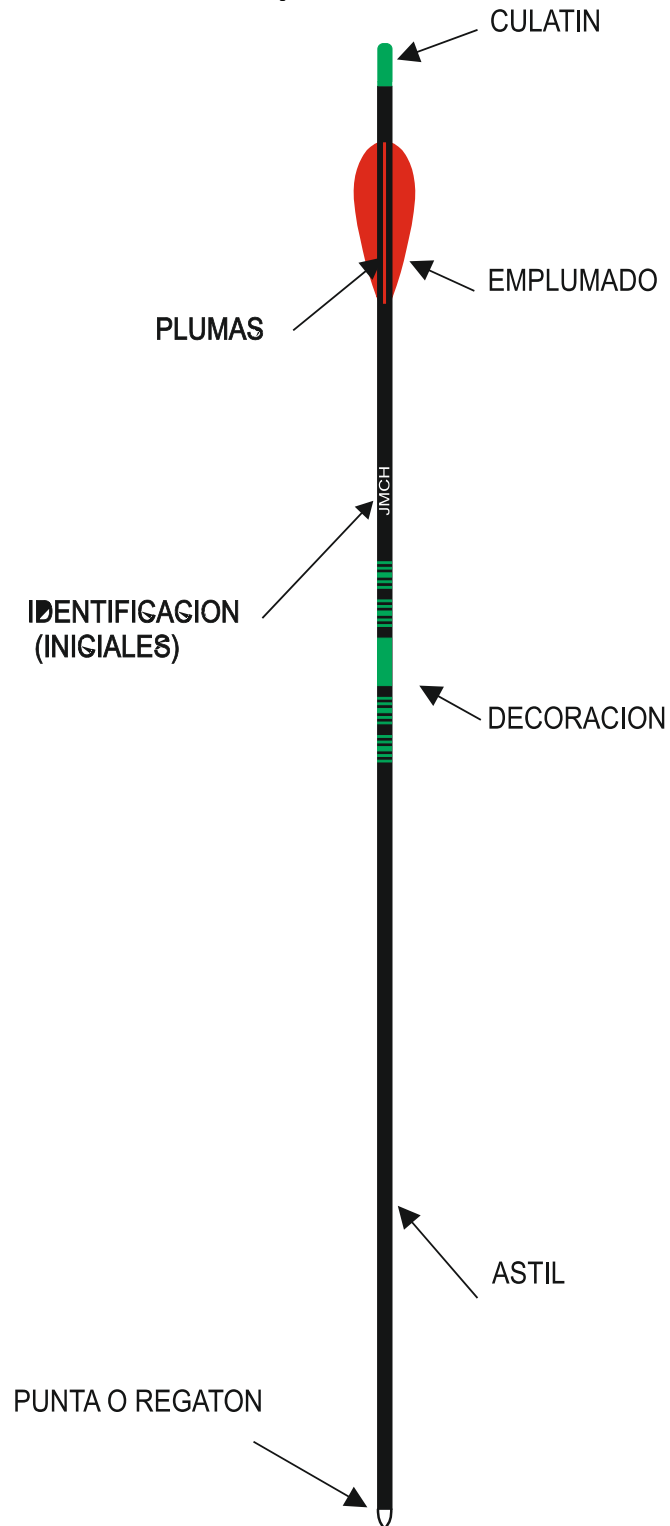 CULATIN
EMPLUMADO
PLUMAS
JMCH
IDENTIFICACION
(INICIALES)
DECORACION
ASTIL
PUNTA O REGATON